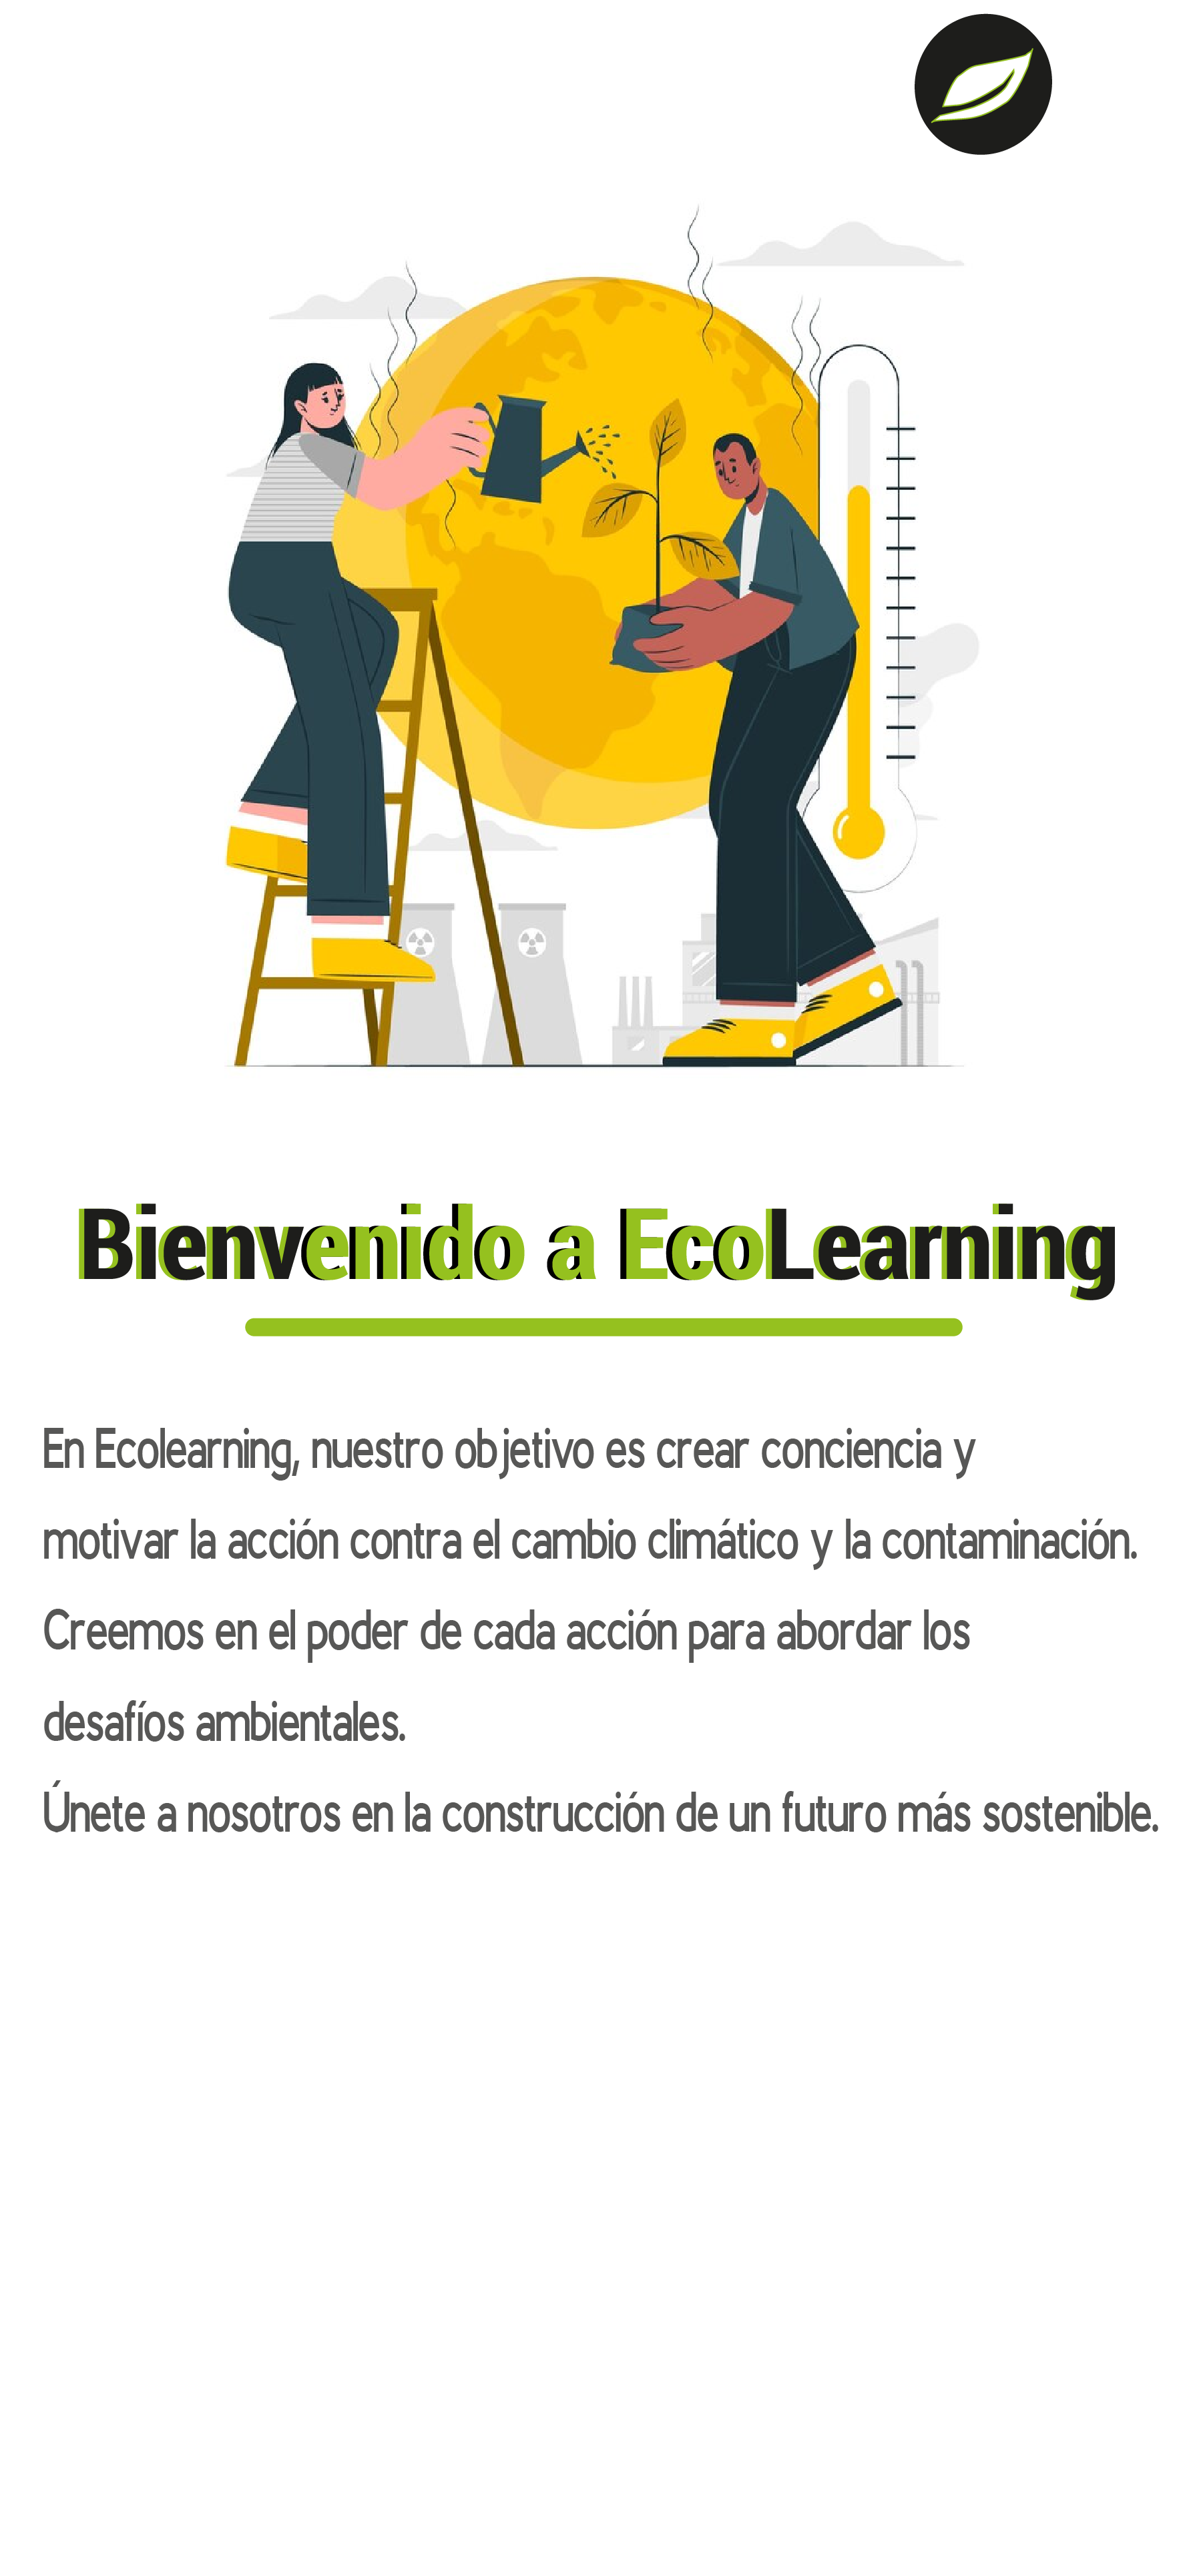 Bienvenido a EcoLearning
En Ecolearning, nuestro objetivo es crear conciencia y
motivar la acción contra el cambio climático y la contaminación.
Creemos en el poder de cada acción para abordar los
desafíos ambientales.
Únete a nosotros en la construcción de un futuro más sostenible.